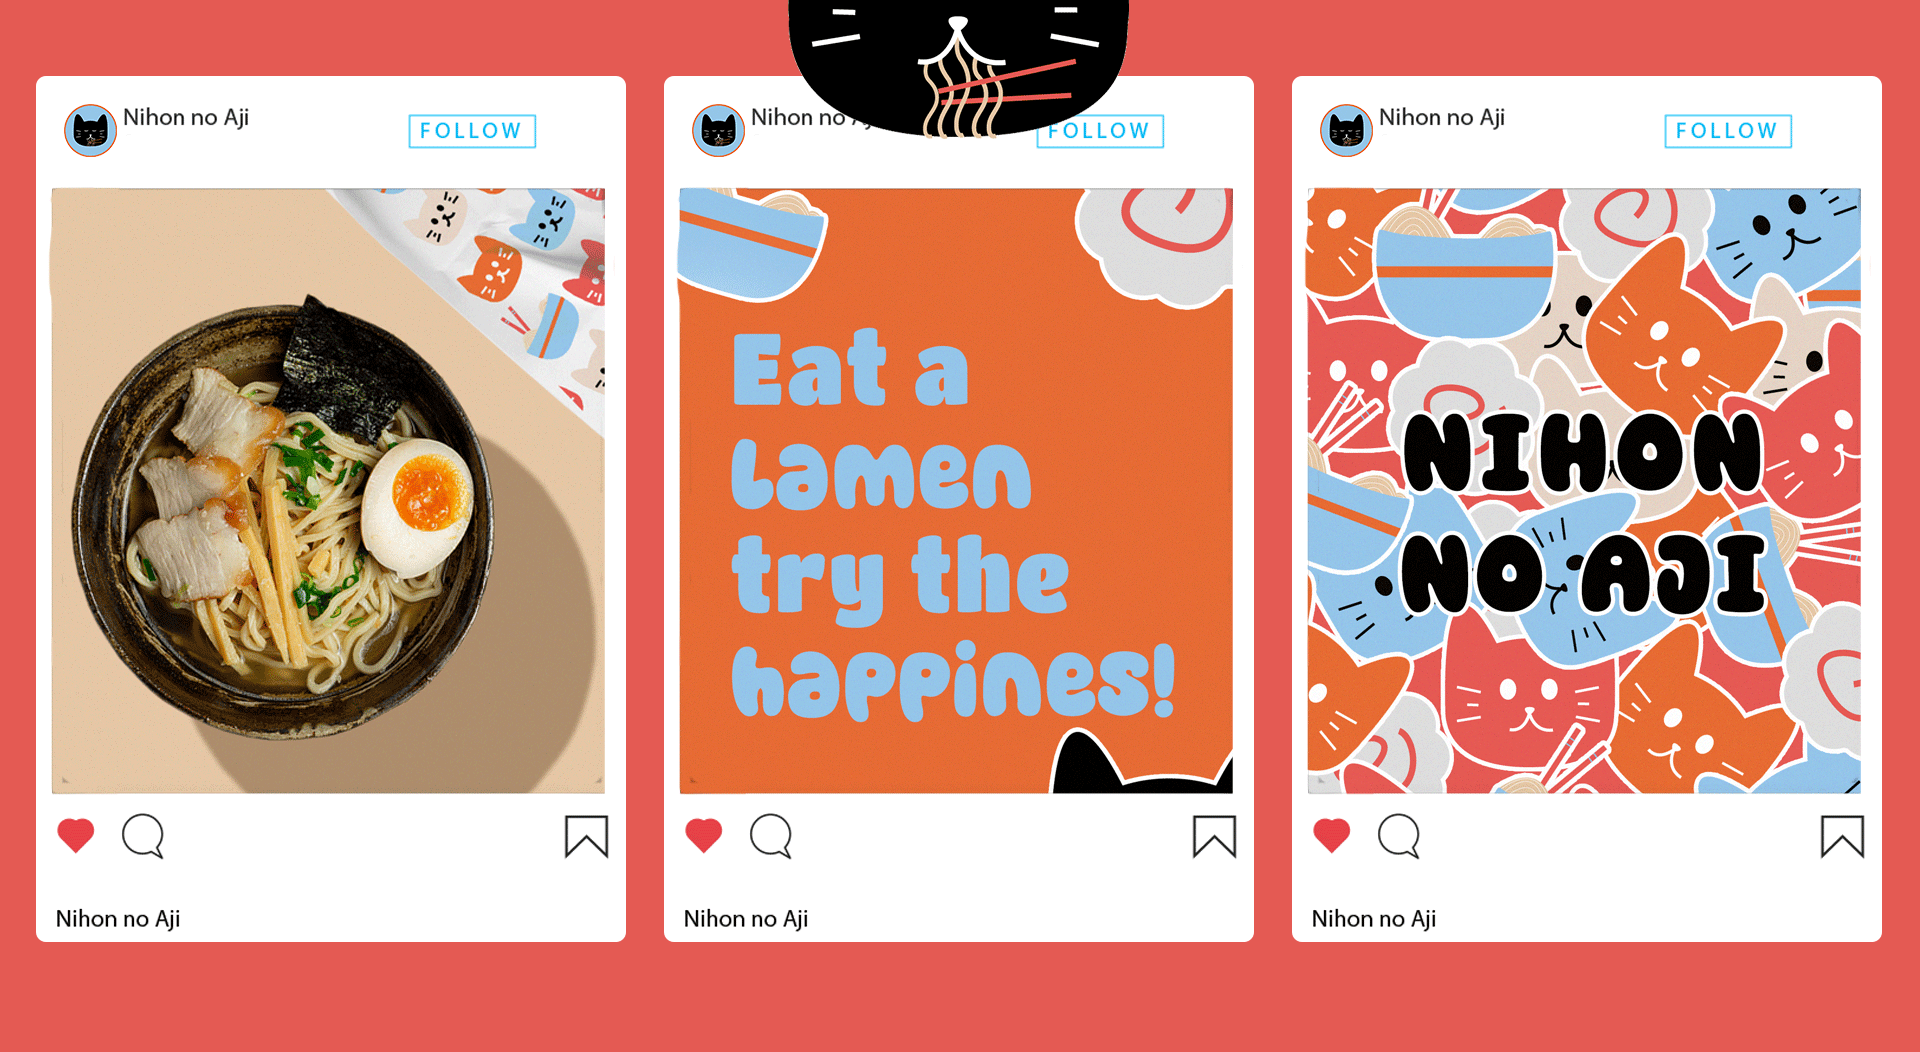 Nihon no Aji
FOLLOW
Nihon no Aji
Nihon no
FOLLOW
Eat a
Lamen
try the
happines!
Nihon no Aji
Nihon no Aji
FOLLOW
NIHON
NO AJI
Nihon no Aji